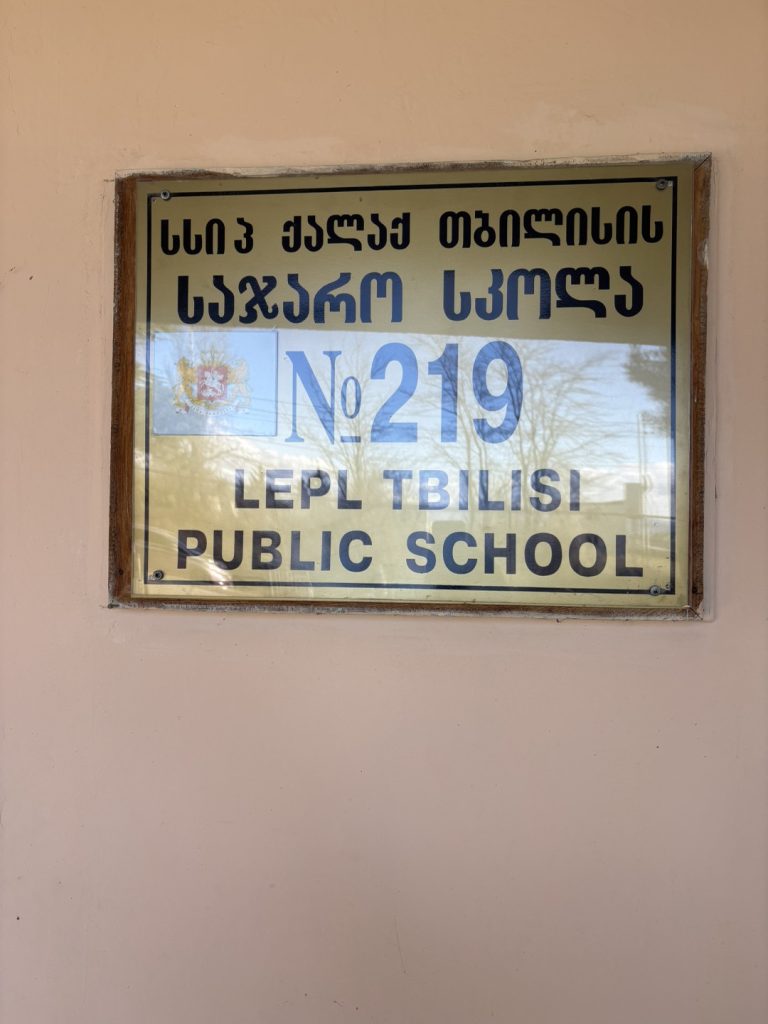 სსიპ ქალაქ თბილისის
საჯარო სკოლა
№219
LEPL TBILISI
PUBLIC SCHOOL